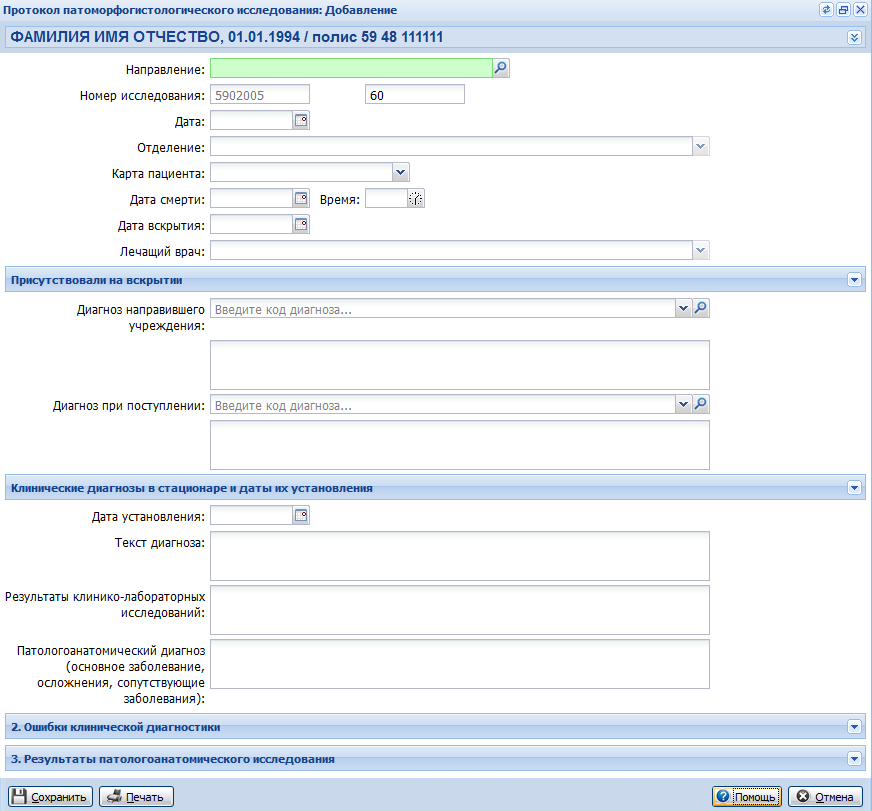 Протокол патоморфогистологического исследования: Добавление
ФАМИЛИЯ ИМЯ ОТЧЕСТВО, 01.01.1994 / полис 59 48 111111
Направление:
Номер исследования: 5902005 60
Дата:
Отделение:
Карта пациента:
Дата смерти: Время:
Дата вскрытия:
Лечащий врач:
Присутствовали на вскрытии
Диагноз направившего Введите код диагноза...
учреждения:
Диагноз при поступлении: Введите код диагноза...
Клинические диагнозы в стационаре и даты их установления
Дата установления:
Текст диагноза:
Результаты клинико-лабораторных
исследований:
Патологоанатомический диагноз
(основное заболевание,
осложнения, сопутствующие
заболевания):
2. Ошибки клинической диагностики
3. Результаты патологоанатомического исследования
Сохранить Печать Помощь Отмена